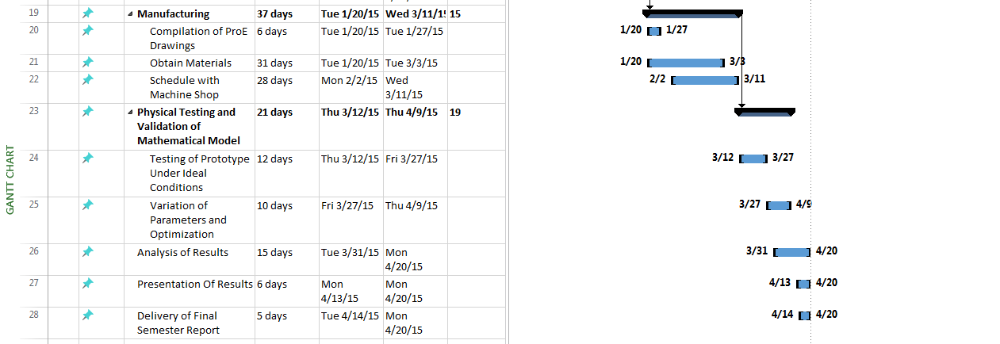 19 Manufacturing 37 days Tue 1/20/15 Wed 3/11/1 15
20 Compilation of ProE 6 days Tue 1/20/15 Tue 1/27/15 1/20 1/27
Drawings
21 Obtain Materials 31 days Tue 1/20/15 Tue 3/3/15 1/20 3/3
22 Schedule with 28 days Mon 2/2/15 Wed 2/2 3/11
Machine Shop 3/11/15
23 Physical Testing and 21 days Thu 3/12/15 Thu 4/9/15 19
Validation of
Mathematical Model
24 Testing of Prototype 12 days Thu 3/12/15 Fri 3/27/15 3/12 3/27
Under Ideal
Conditions
GANTT CHART
25 Variation of 10 days Fri 3/27/15 Thu 4/9/15 3/27 4/9
Parameters and
Optimization
26 Analysis of Results 15 days Tue 3/31/15 Mon 3/31 4/20
4/20/15
27 Presentation Of Results 6 days Mon Mon 4/13 4/20
4/13/15 4/20/15
28 Delivery of Final 5 days Tue 4/14/15 Mon 4/14 4/20
Semester Report 4/20/15